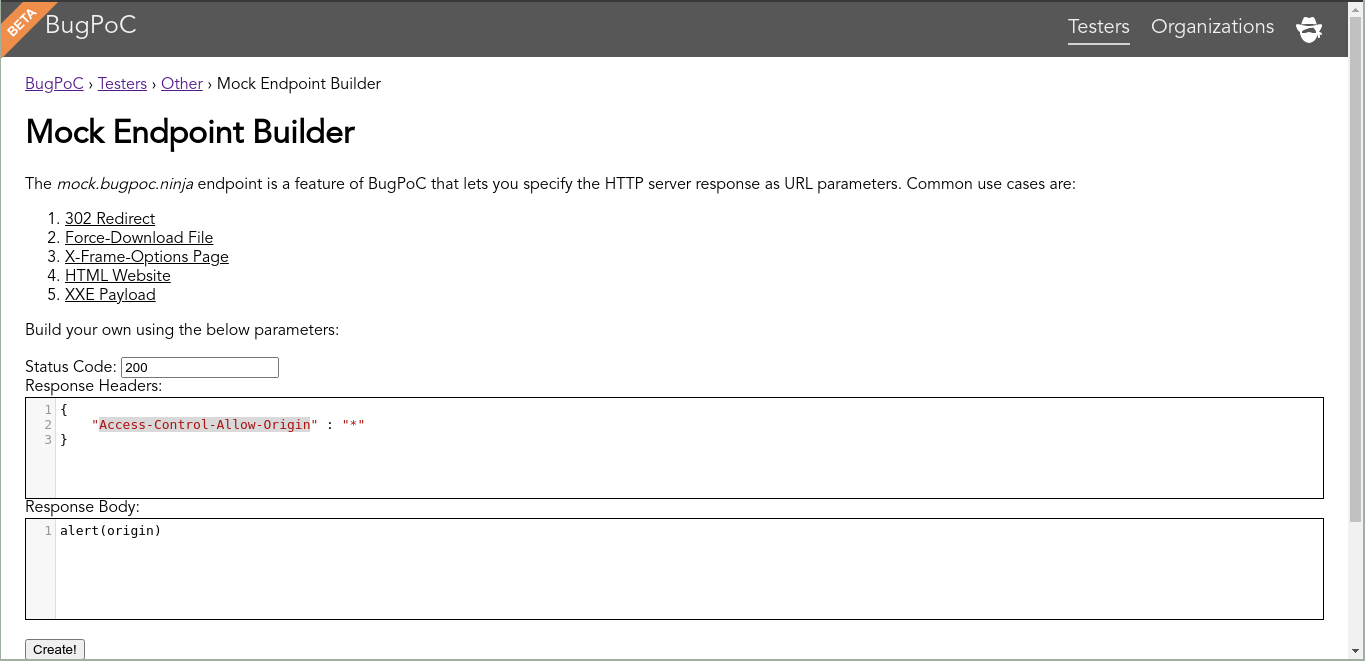 BETA
BugPoC
Testers Organizations
BugPoC › Testers › Other › Mock Endpoint Builder
Mock Endpoint Builder
The mock.bugpoc.ninja endpoint is a feature of BugPoC that lets you specify the HTTP server response as URL parameters. Common use cases are:
1. 302 Redirect
2. Force-Download File
3. X-Frame-Options Page
4. HTML Website
5. XXE Payload
Build your own using the below parameters:
Status Code: 200
Response Headers:
1 {
2     "Access-Control-Allow-Origin" : "*"
3 }
Response Body:
1 alert(origin)
Create!